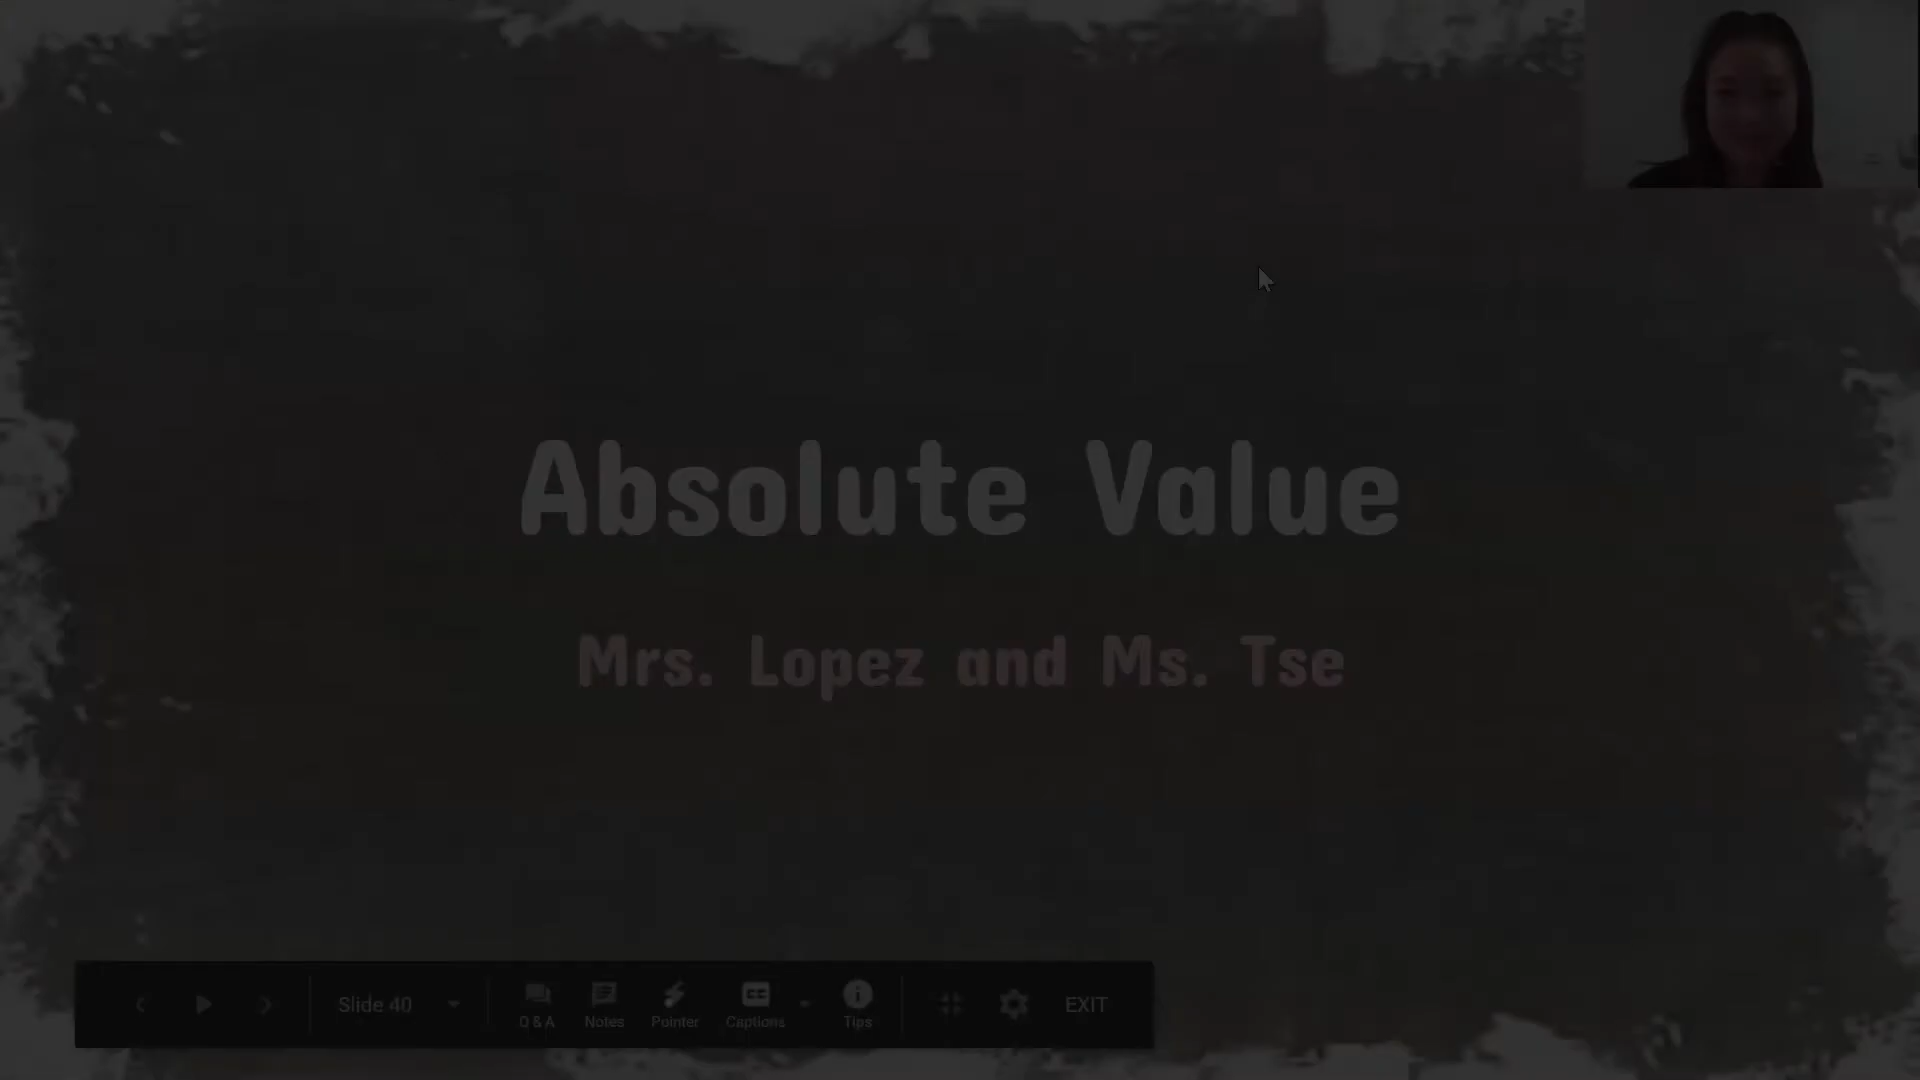 Absolute Value
Mrs. Lopez and Ms. Tse
Slide 40
Q & A
Notes
Pointer
Captions
Tips
EXIT